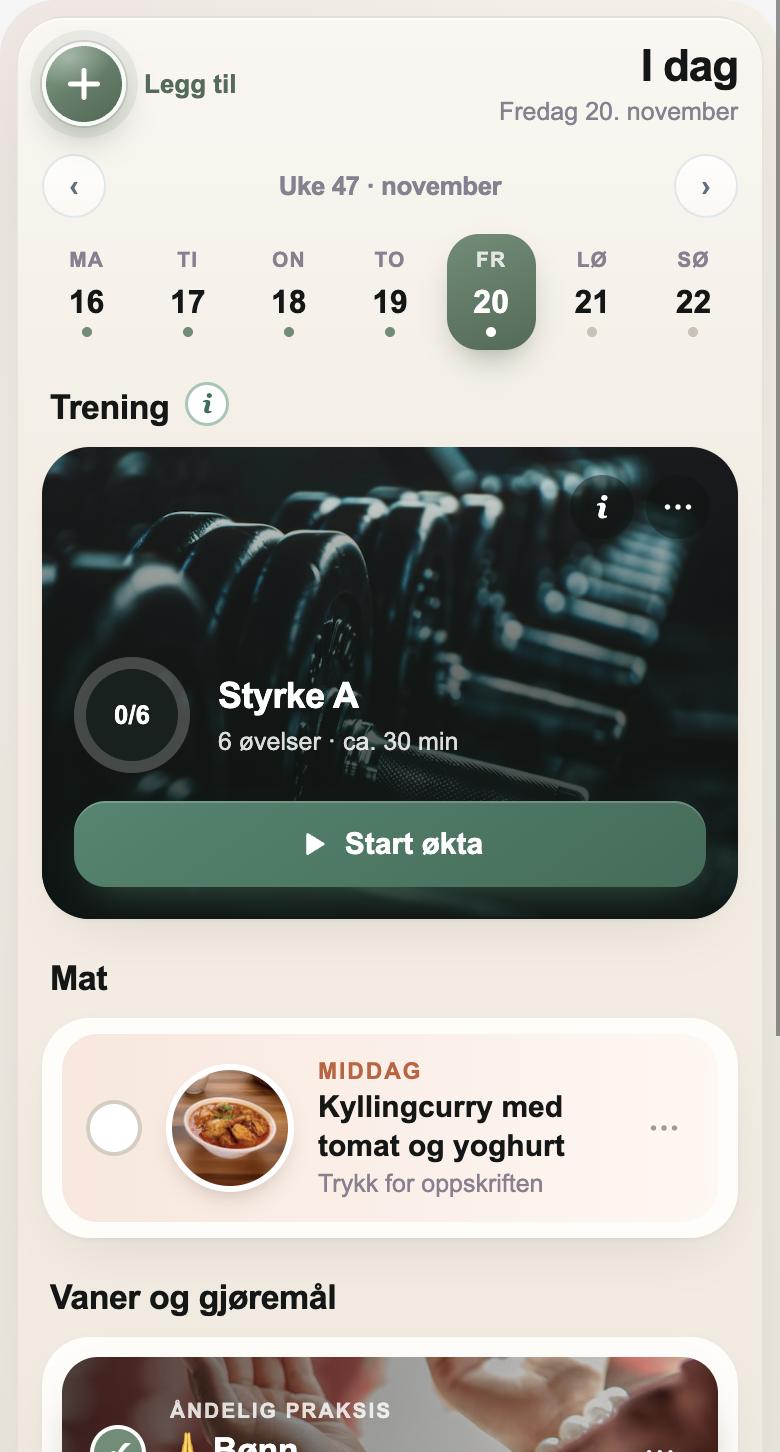 Legg til
I dag
Fredag 20. november
‹ Uke 47 · november ›
MA TI ON TO FR LØ SØ
16 17 18 19 20 21 22
Trening i
i ...
0/6
Styrke A
6 øvelser · ca. 30 min
Start økta
Mat
MIDDAG
Kyllingcurry med
tomat og yoghurt
Trykk for oppskriften
Vaner og gjøremål
ÅNDELIG PRAKSIS
🙏 Bønn